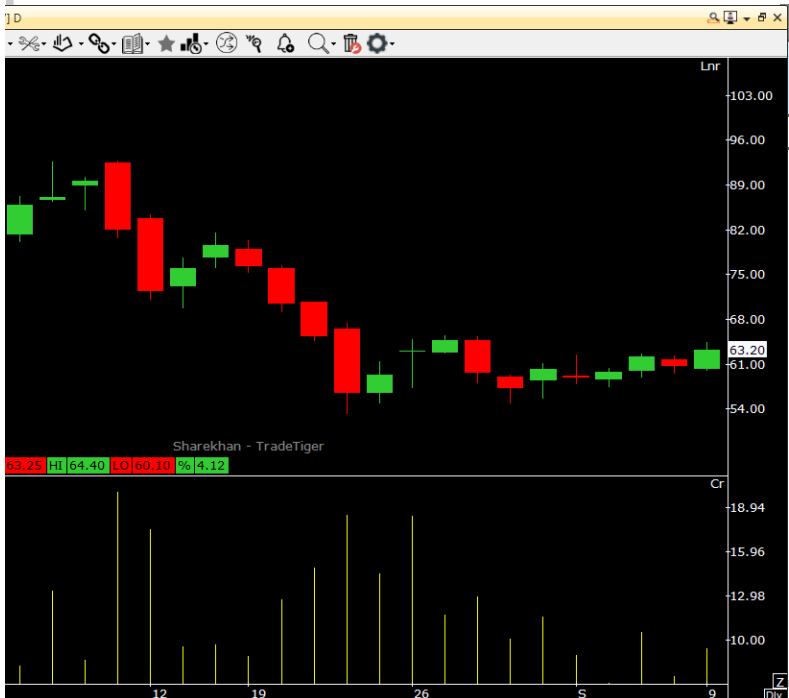 '] D
Lnr
103.00
96.00
89.00
82.00
75.00
68.00
63.20
61.00
54.00
Sharekhan - TradeTiger
63.25 HI 64.40 LO 60.10 % 4.12
Cr
18.94
15.96
12.98
10.00
Z
12 19 26 S 9 Dly